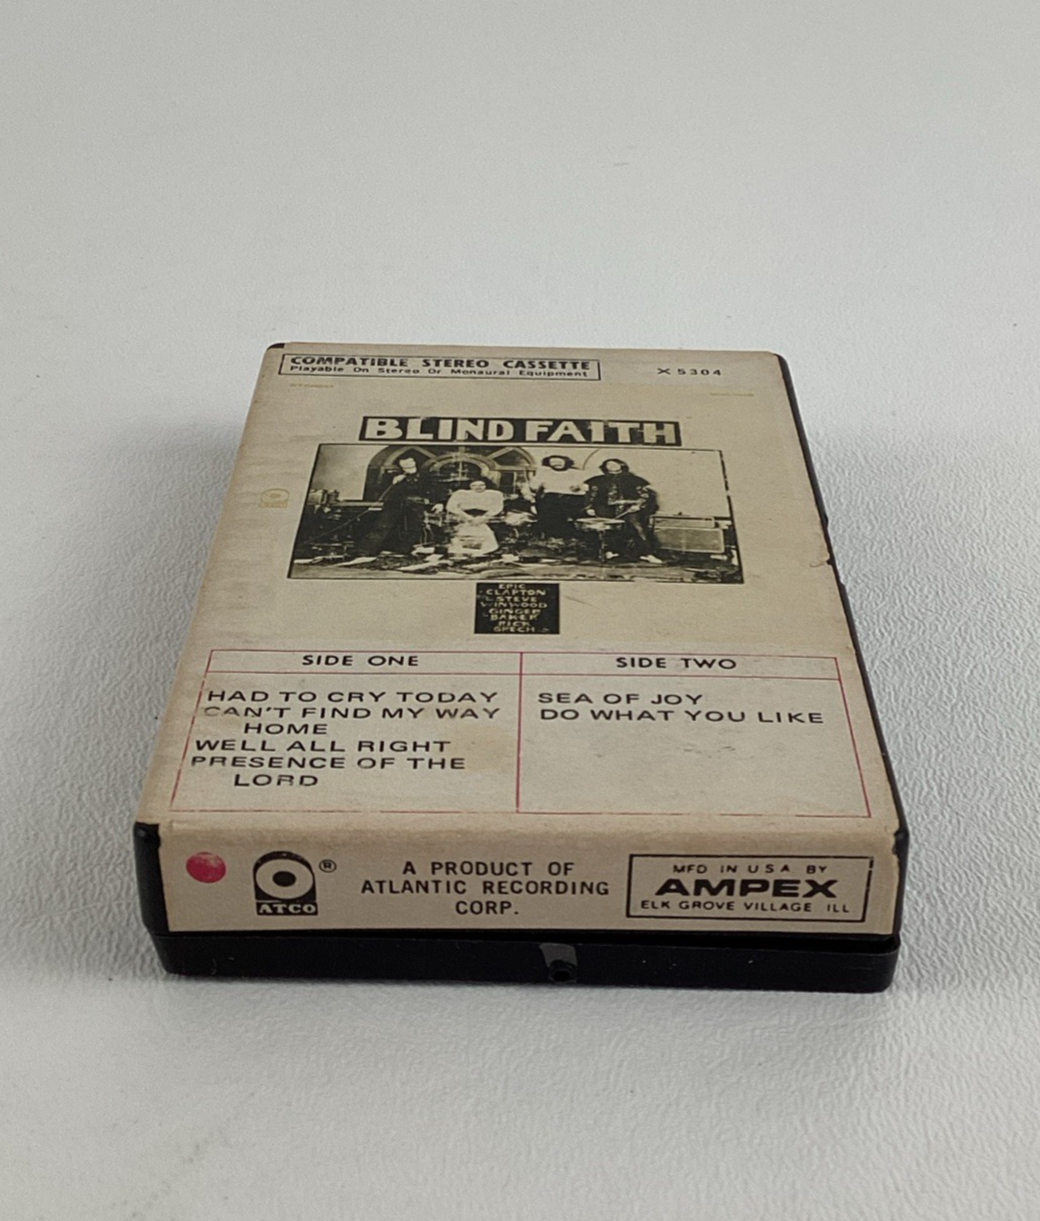 COMPATIBLE STEREO CASSETTE
Playable On Stereo Or Monaural Equipment
X 5304
BLIND FAITH
ERIC
CLAPTON
STEVE
WINWOOD
GINGER
BAKER
RICK
GRECH
SIDE ONE
HAD TO CRY TODAY
CAN'T FIND MY WAY
HOME
WELL ALL RIGHT
PRESENCE OF THE
LORD
SIDE TWO
SEA OF JOY
DO WHAT YOU LIKE
ATCO ®
A PRODUCT OF
ATLANTIC RECORDING
CORP.
MFD IN USA BY
AMPEX
ELK GROVE VILLAGE ILL